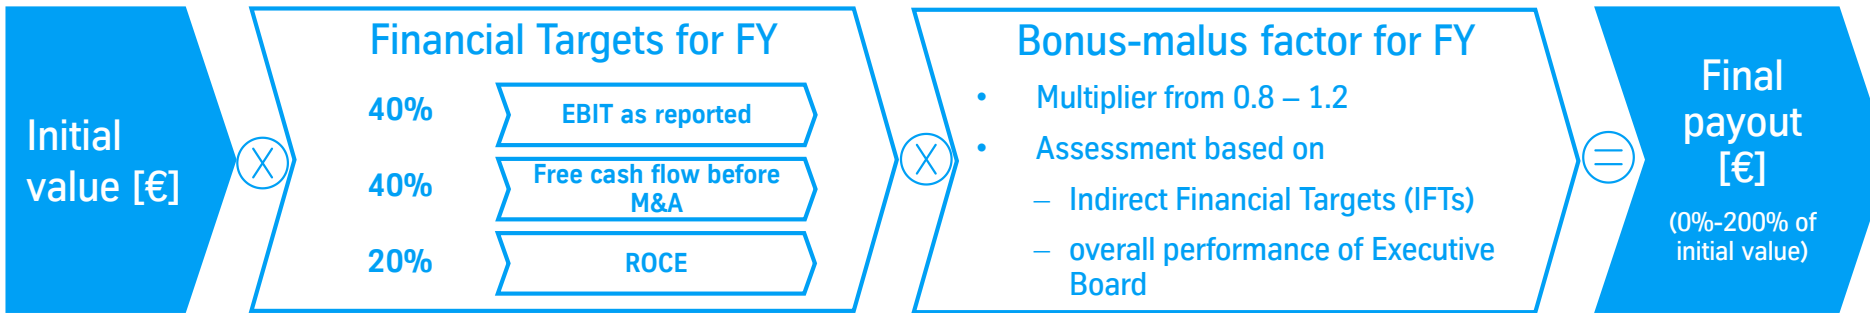 Initial
value [€]
X
Financial Targets for FY
40%
EBIT as reported
40%
Free cash flow before
M&A
20%
ROCE
X
Bonus-malus factor for FY
• Multiplier from 0.8 – 1.2
• Assessment based on
– Indirect Financial Targets (IFTs)
– overall performance of Executive
Board
=
Final
payout
[€]
(0%-200% of
initial value)